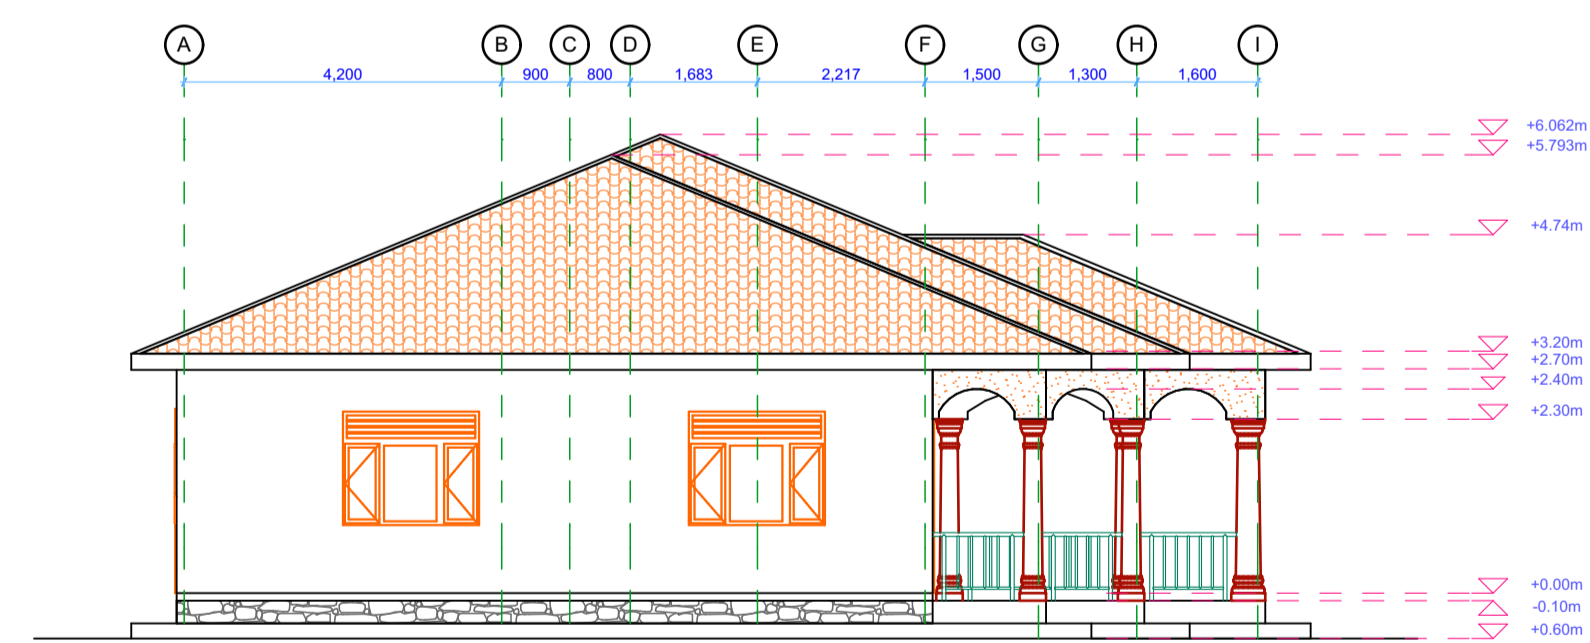 A B C D E F G H I
4,200 900 800 1,683 2,217 1,500 1,300 1,600
+6.062m
+5.793m
+4.74m
+3.20m
+2.70m
+2.40m
+2.30m
+0.00m
-0.10m
+0.60m